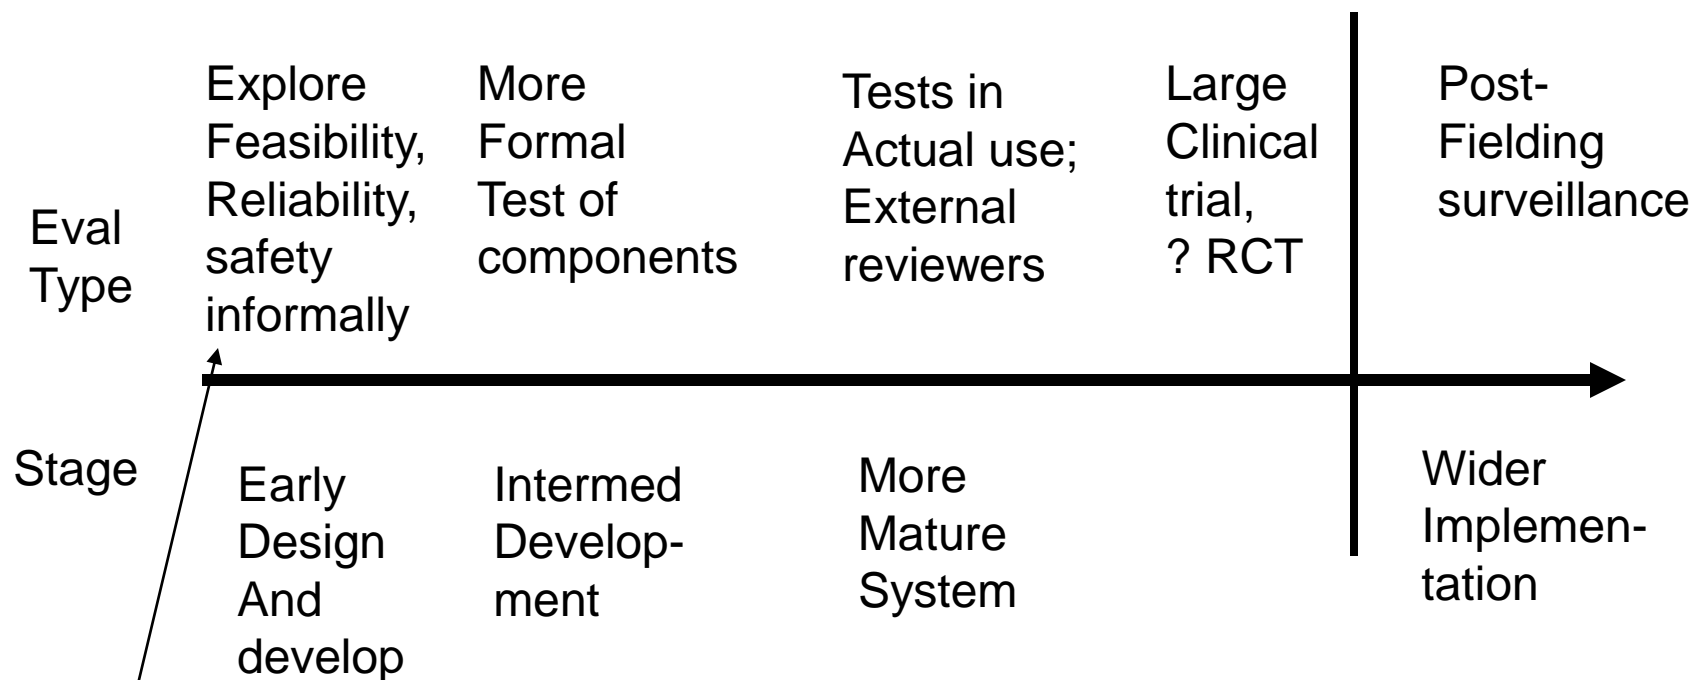 Eval
Type
Explore
Feasibility,
Reliability,
safety
informally
More
Formal
Test of
components
Tests in
Actual use;
External
reviewers
Large
Clinical
trial,
? RCT
Post-
Fielding
surveillance
Stage
Early
Design
And
develop
Intermed
Develop-
ment
More
Mature
System
Wider
Implemen-
tation